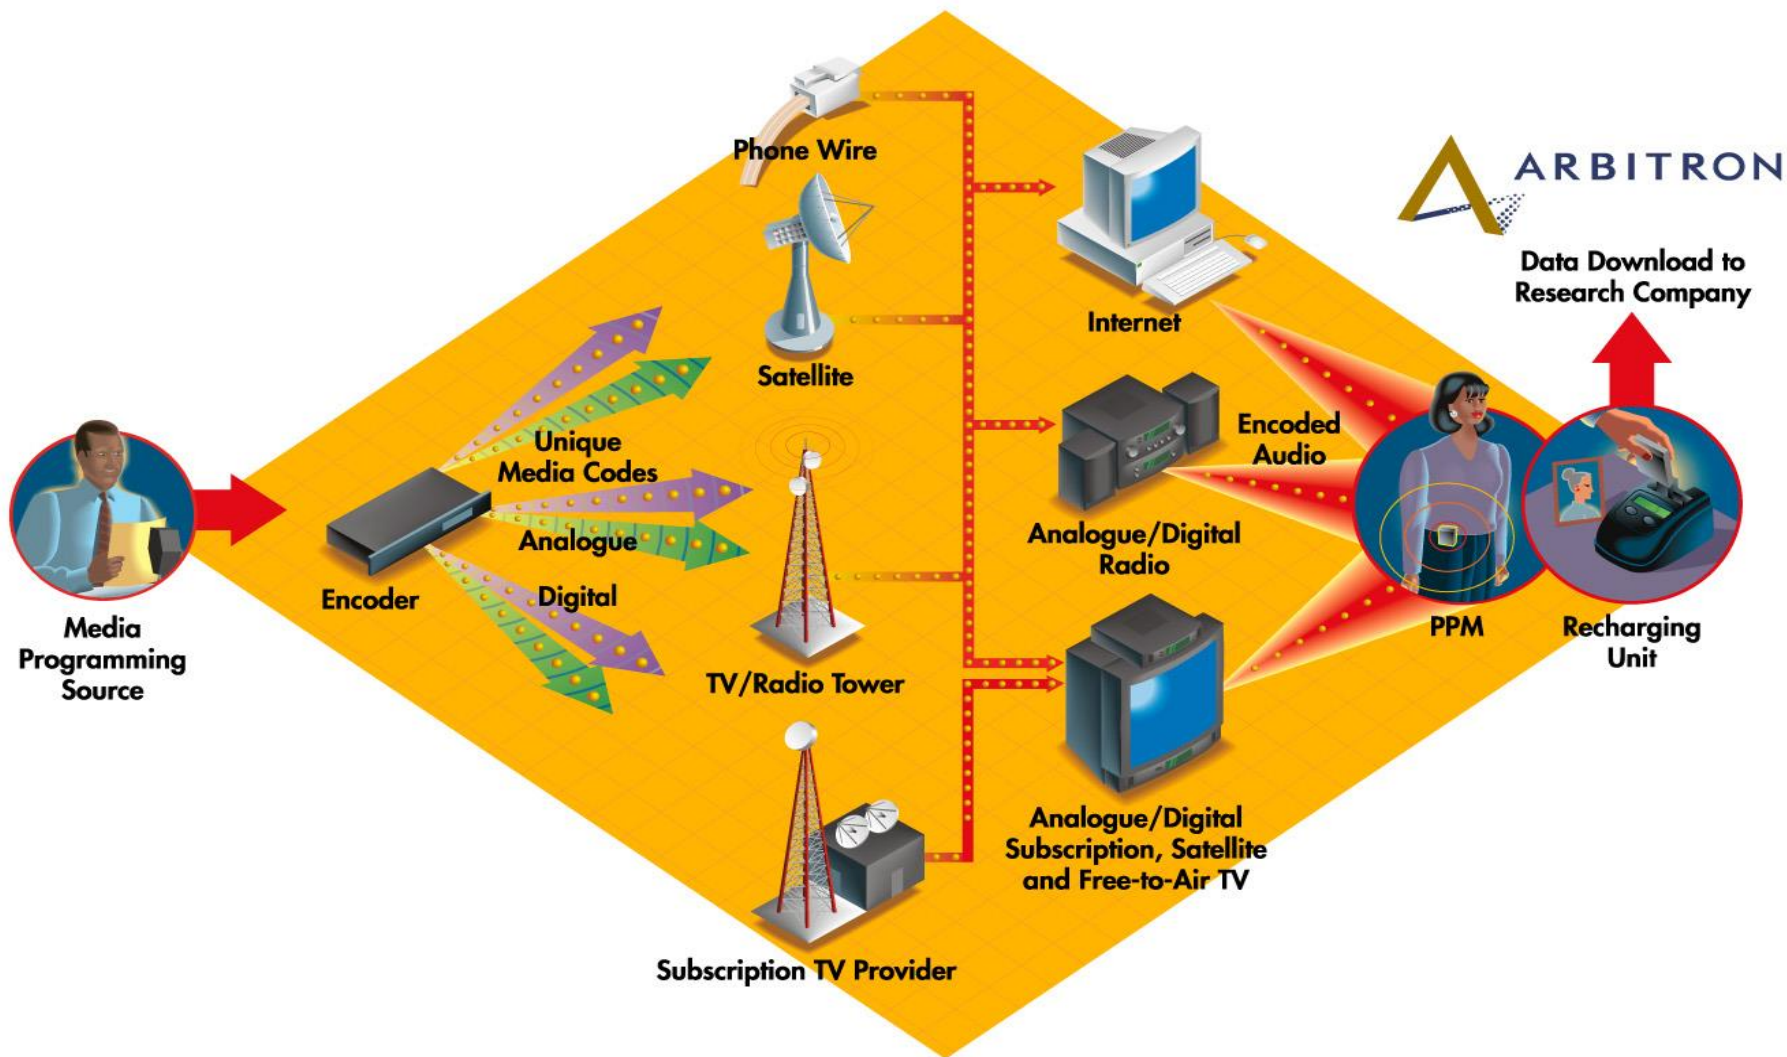 Phone Wire
ARBITRON
Data Download to
Research Company
Internet
Satellite
Unique
Media Codes
Encoded
Audio
Analogue
Analogue/Digital
Radio
Encoder
Digital
Media
Programming
Source
PPM
Recharging
Unit
TV/Radio Tower
Analogue/Digital
Subscription, Satellite
and Free-to-Air TV
Subscription TV Provider